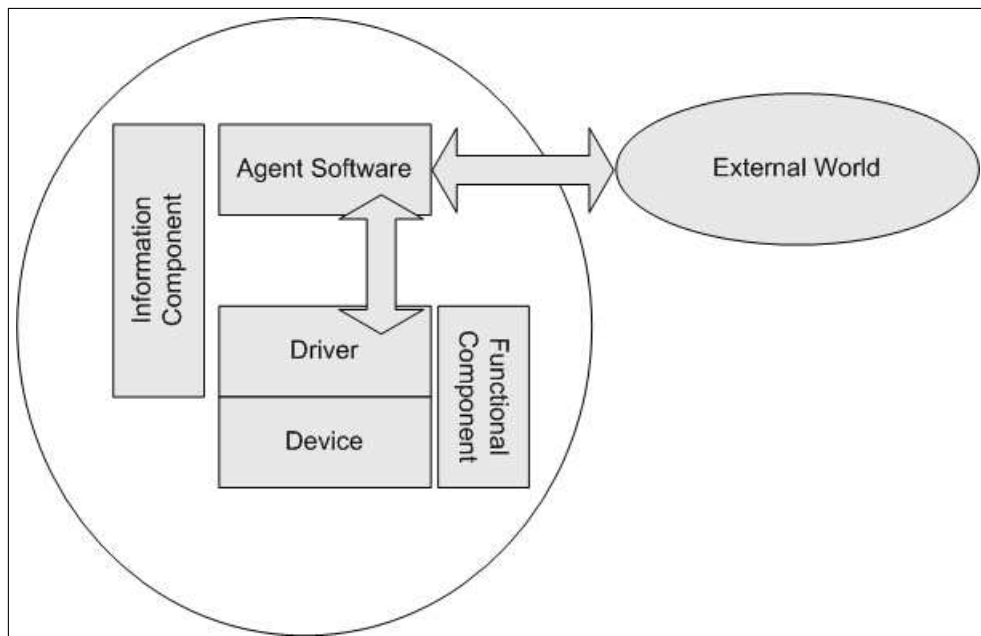 Agent Software
External World
Information
Component
Driver
Functional
Component
Device